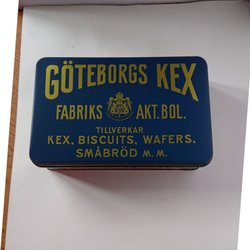 GÖTEBORGS KEX
FABRIKS AKT. BOL.
TILLVERKAR
KEX, BISCUITS, WAFERS,
SMÅBRÖD M. M.